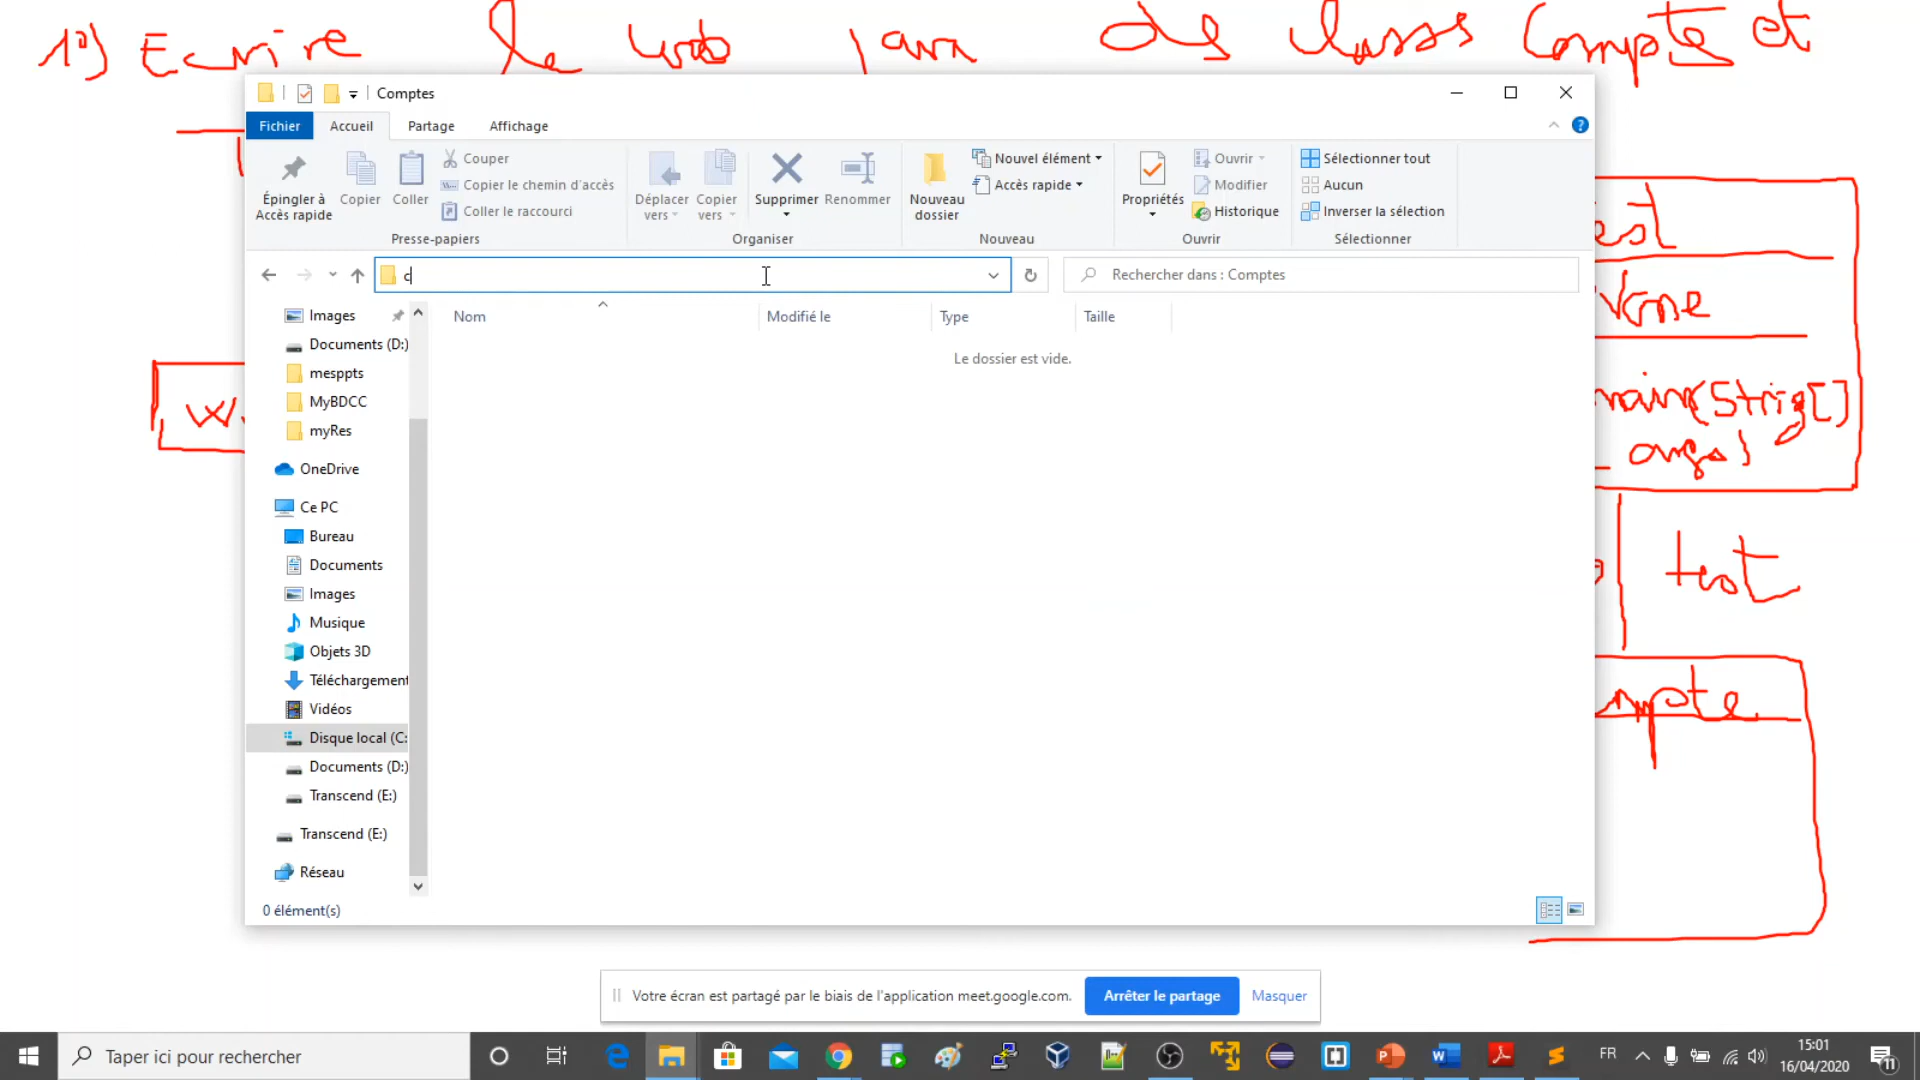 1°) Ecrire le code java des classes Compte et
Comptes
Fichier
Accueil
Partage
Affichage
Épingler à
Accès rapide
Copier
Coller
Couper
Copier le chemin d'accès
Coller le raccourci
Presse-papiers
Déplacer
vers
Copier
vers
Supprimer
Renommer
Organiser
Nouveau
dossier
Nouvel élément
Accès rapide
Nouveau
Propriétés
Ouvrir
Modifier
Historique
Ouvrir
Sélectionner tout
Aucun
Inverser la sélection
Sélectionner
c
Rechercher dans : Comptes
Nom
Modifié le
Type
Taille
Le dossier est vide.
Images
Documents (D:)
mesppts
MyBDCC
myRes
OneDrive
Ce PC
Bureau
Documents
Images
Musique
Objets 3D
Téléchargement
Vidéos
Disque local (C:
Documents (D:)
Transcend (E:)
Transcend (E:)
Réseau
0 élément(s)
est
main(String[]
args)
test
mpte
Votre écran est partagé par le biais de l'application meet.google.com.
Arrêter le partage
Masquer
Taper ici pour rechercher
FR
15:01
16/04/2020
11